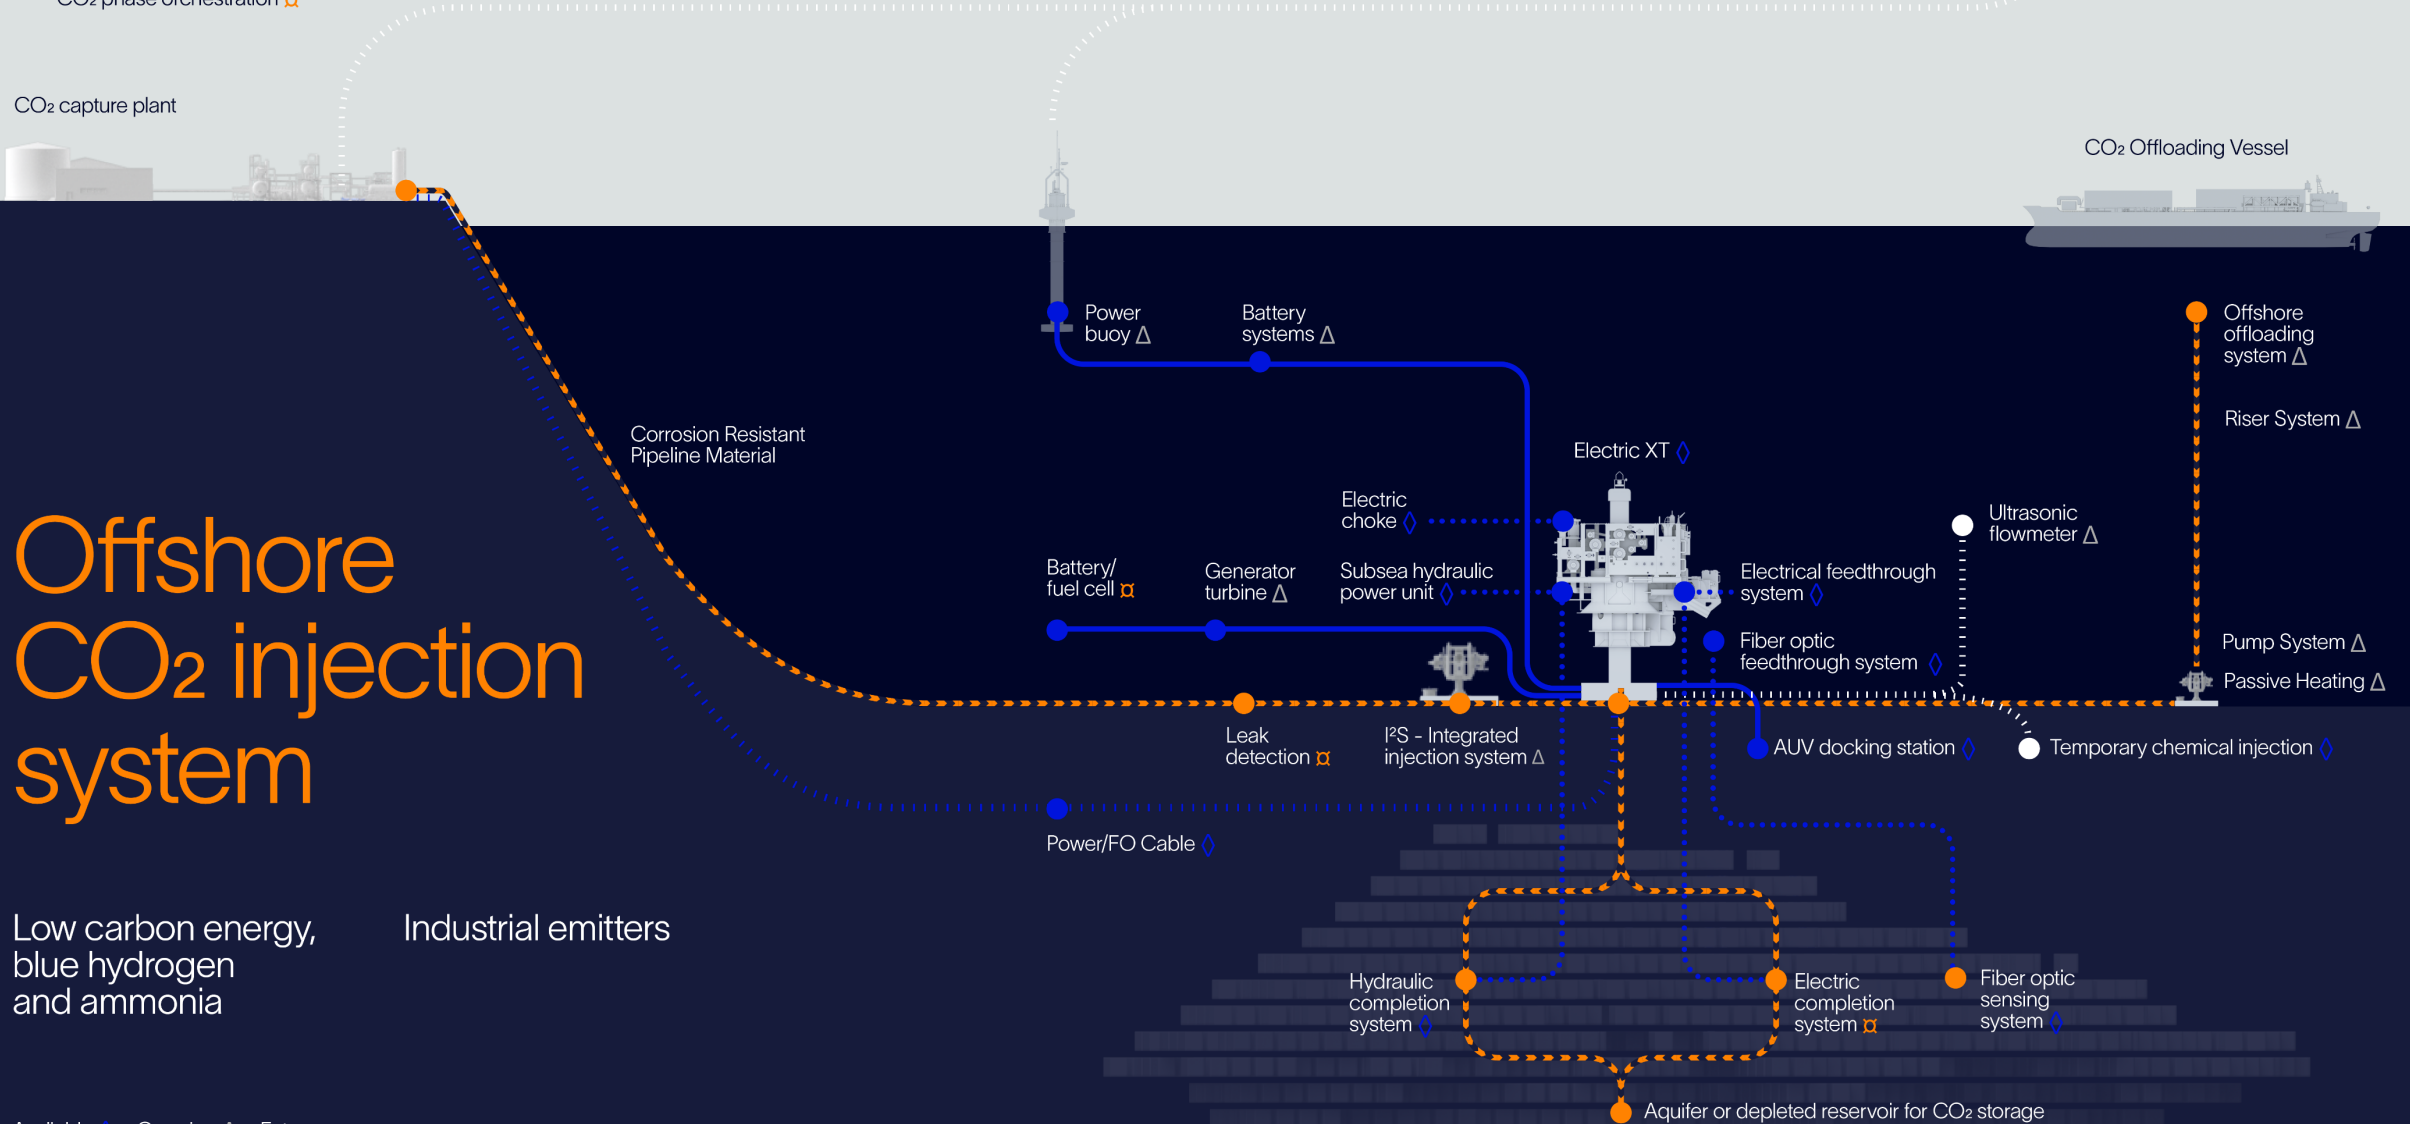 CO₂ phase orchestration ¤
CO₂ capture plant
CO₂ Offloading Vessel
Power
buoy Δ
Battery
systems Δ
Offshore
offloading
system Δ
Riser System Δ
Corrosion Resistant
Pipeline Material
Electric XT ◊
Electric
choke ◊
Ultrasonic
flowmeter Δ
Battery/
fuel cell ¤
Generator
turbine Δ
Subsea hydraulic
power unit ◊
Electrical feedthrough
system ◊
Fiber optic
feedthrough system ◊
Pump System Δ
Passive Heating Δ
Offshore
CO₂ injection
system
Leak
detection ¤
I²S - Integrated
injection system Δ
AUV docking station ◊
Temporary chemical injection ◊
Power/FO Cable ◊
Low carbon energy,
blue hydrogen
and ammonia
Industrial emitters
Hydraulic
completion
system ◊
Electric
completion
system ¤
Fiber optic
sensing
system ◊
Aquifer or depleted reservoir for CO₂ storage